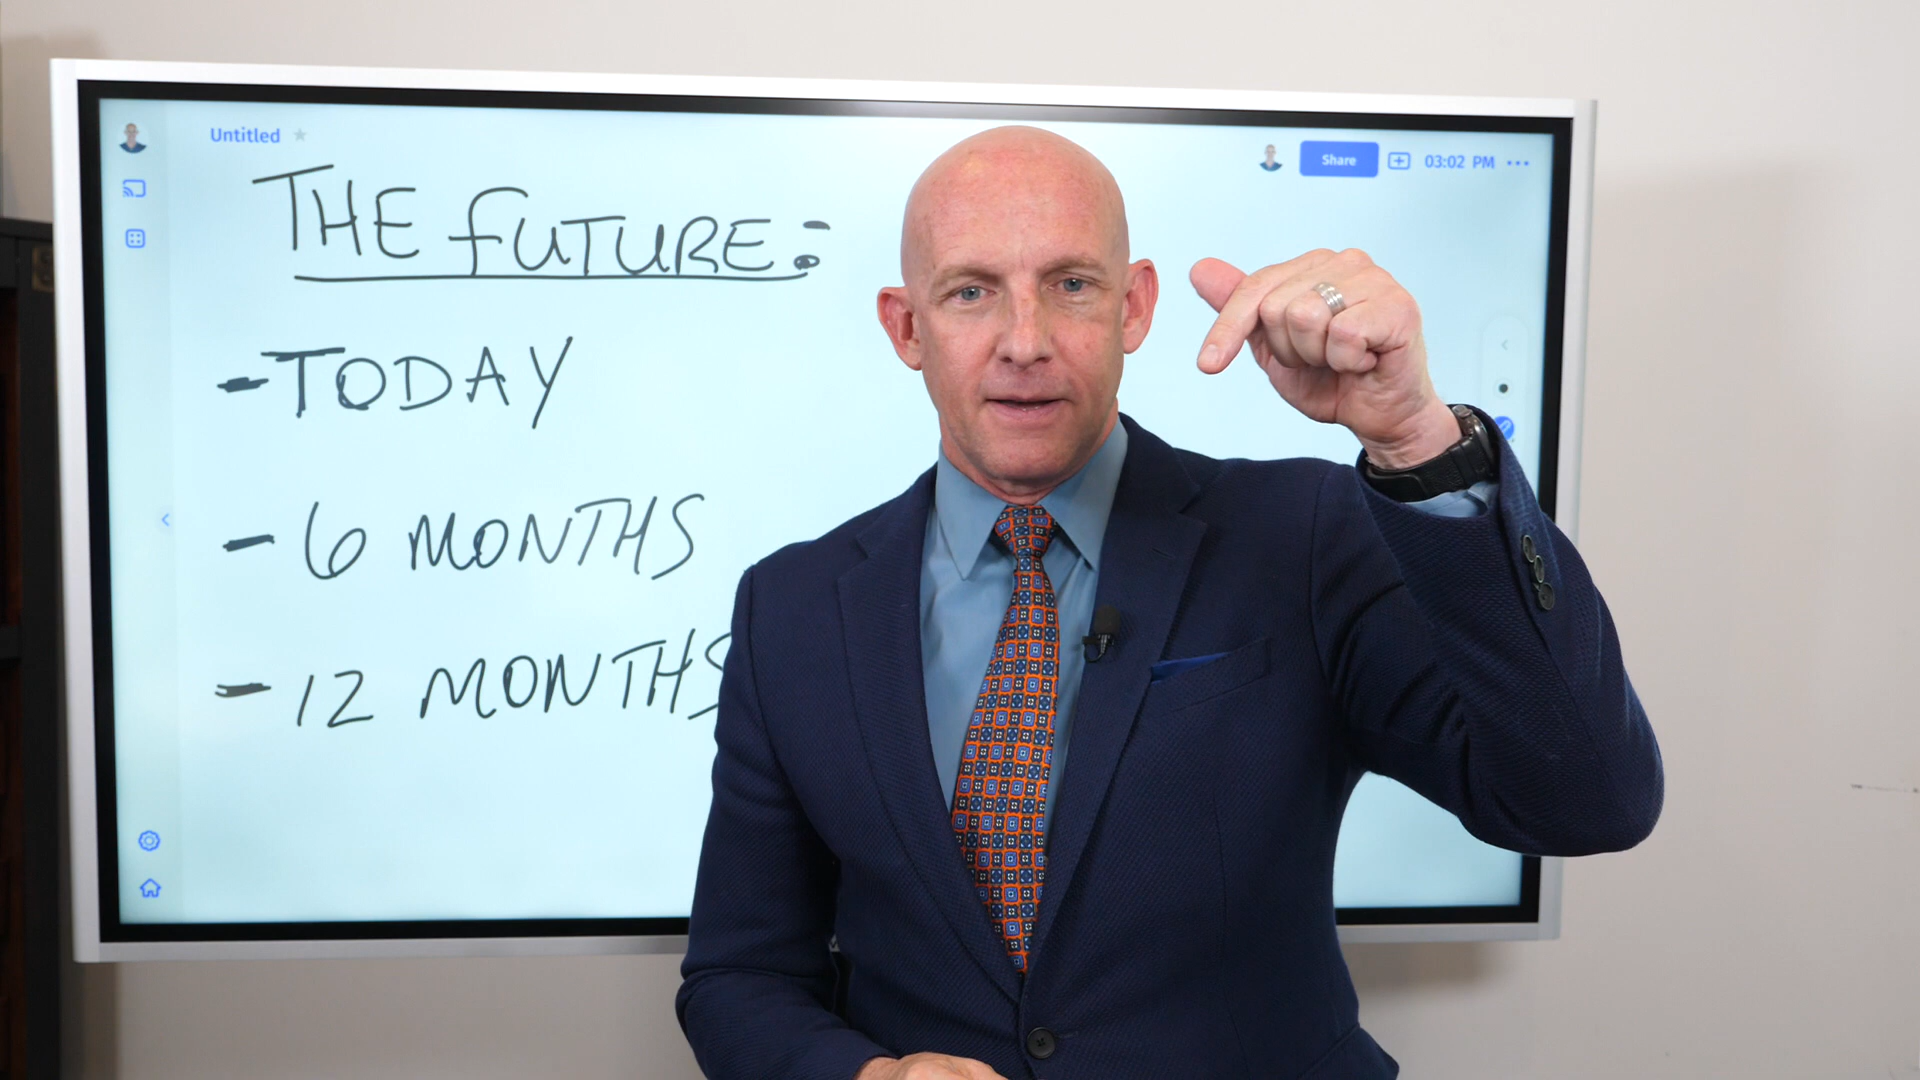 Untitled
Share 03:02 PM
THE FUTURE:
- TODAY
- 6 MONTHS
- 12 MONTHS